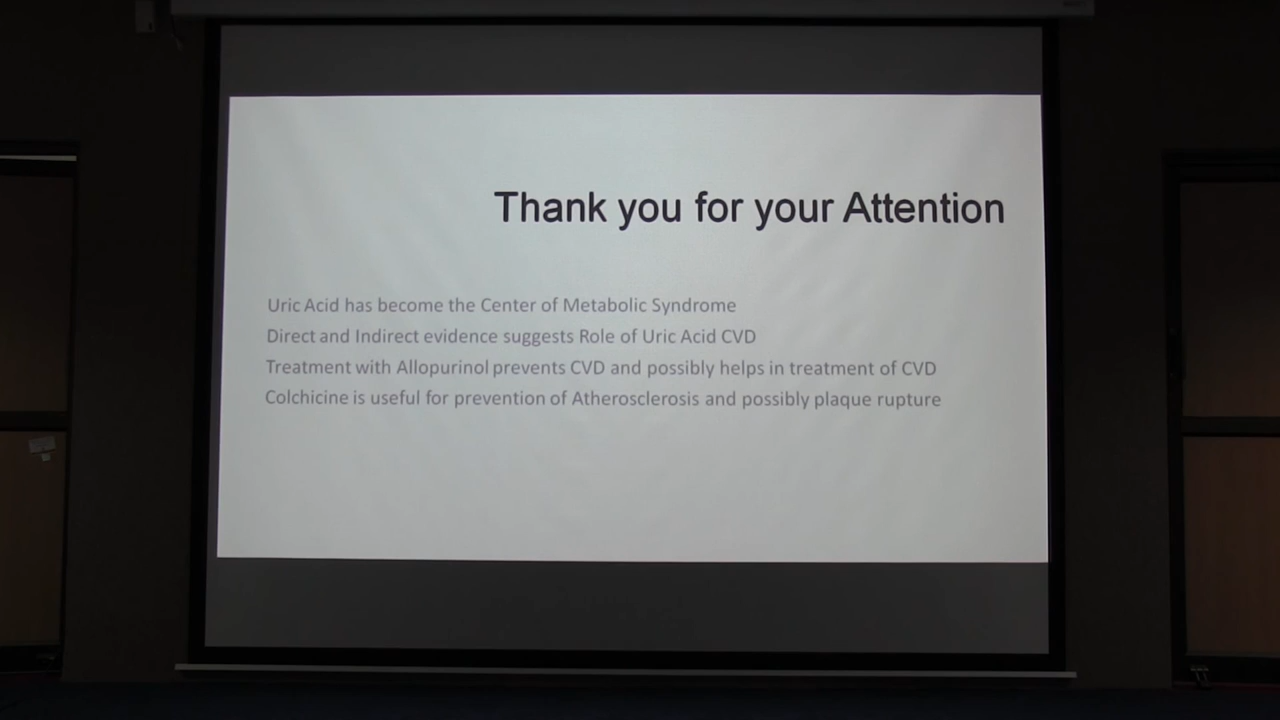 Thank you for your Attention
Uric Acid has become the Center of Metabolic Syndrome
Direct and Indirect evidence suggests Role of Uric Acid CVD
Treatment with Allopurinol prevents CVD and possibly helps in treatment of CVD
Colchicine is useful for prevention of Atherosclerosis and possibly plaque rupture